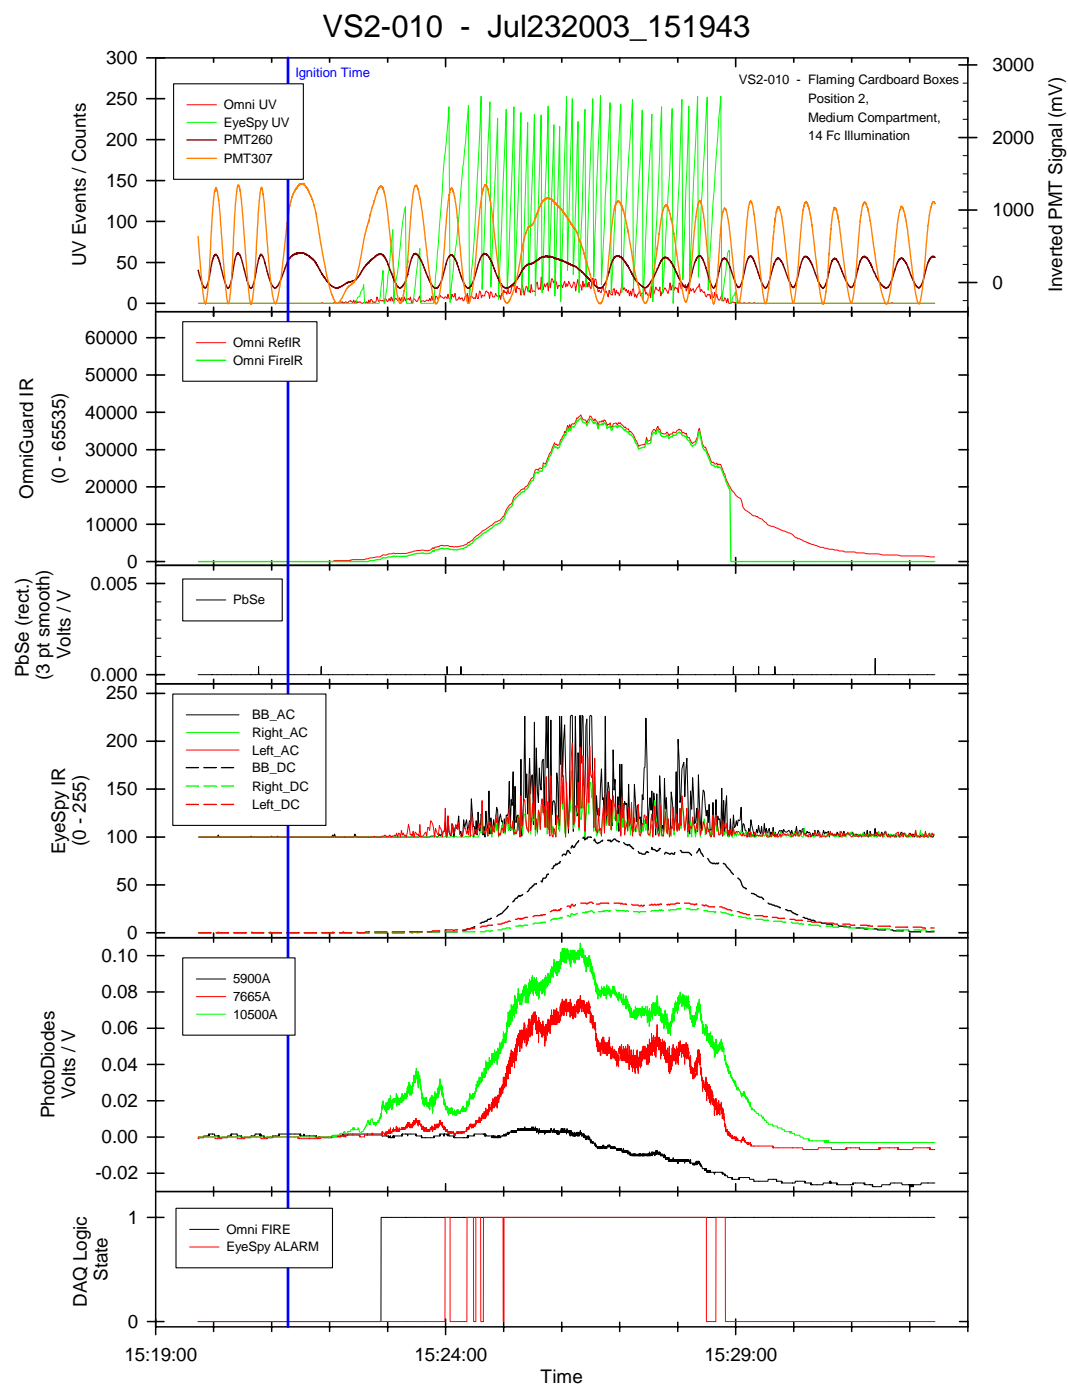 VS2-010 - Jul232003_151943
Ignition Time
VS2-010 - Flaming Cardboard Boxes
Position 2,
Medium Compartment,
14 Fc Illumination
Omni UV
EyeSpy UV
PMT260
PMT307
UV Events / Counts
300
250
200
150
100
50
0
Inverted PMT Signal (mV)
3000
2000
1000
0
Omni RefIR
Omni FireIR
OmniGuard IR
(0 - 65535)
60000
50000
40000
30000
20000
10000
0
PbSe
PbSe (rect.)
(3 pt smooth)
Volts / V
0.005
0.000
BB_AC
Right_AC
Left_AC
BB_DC
Right_DC
Left_DC
EyeSpy IR
(0 - 255)
250
200
150
100
50
0
5900A
7665A
10500A
PhotoDiodes
Volts / V
0.10
0.08
0.06
0.04
0.02
0.00
-0.02
Omni FIRE
EyeSpy ALARM
DAQ Logic
State
1
0
15:19:00
15:24:00
15:29:00
Time